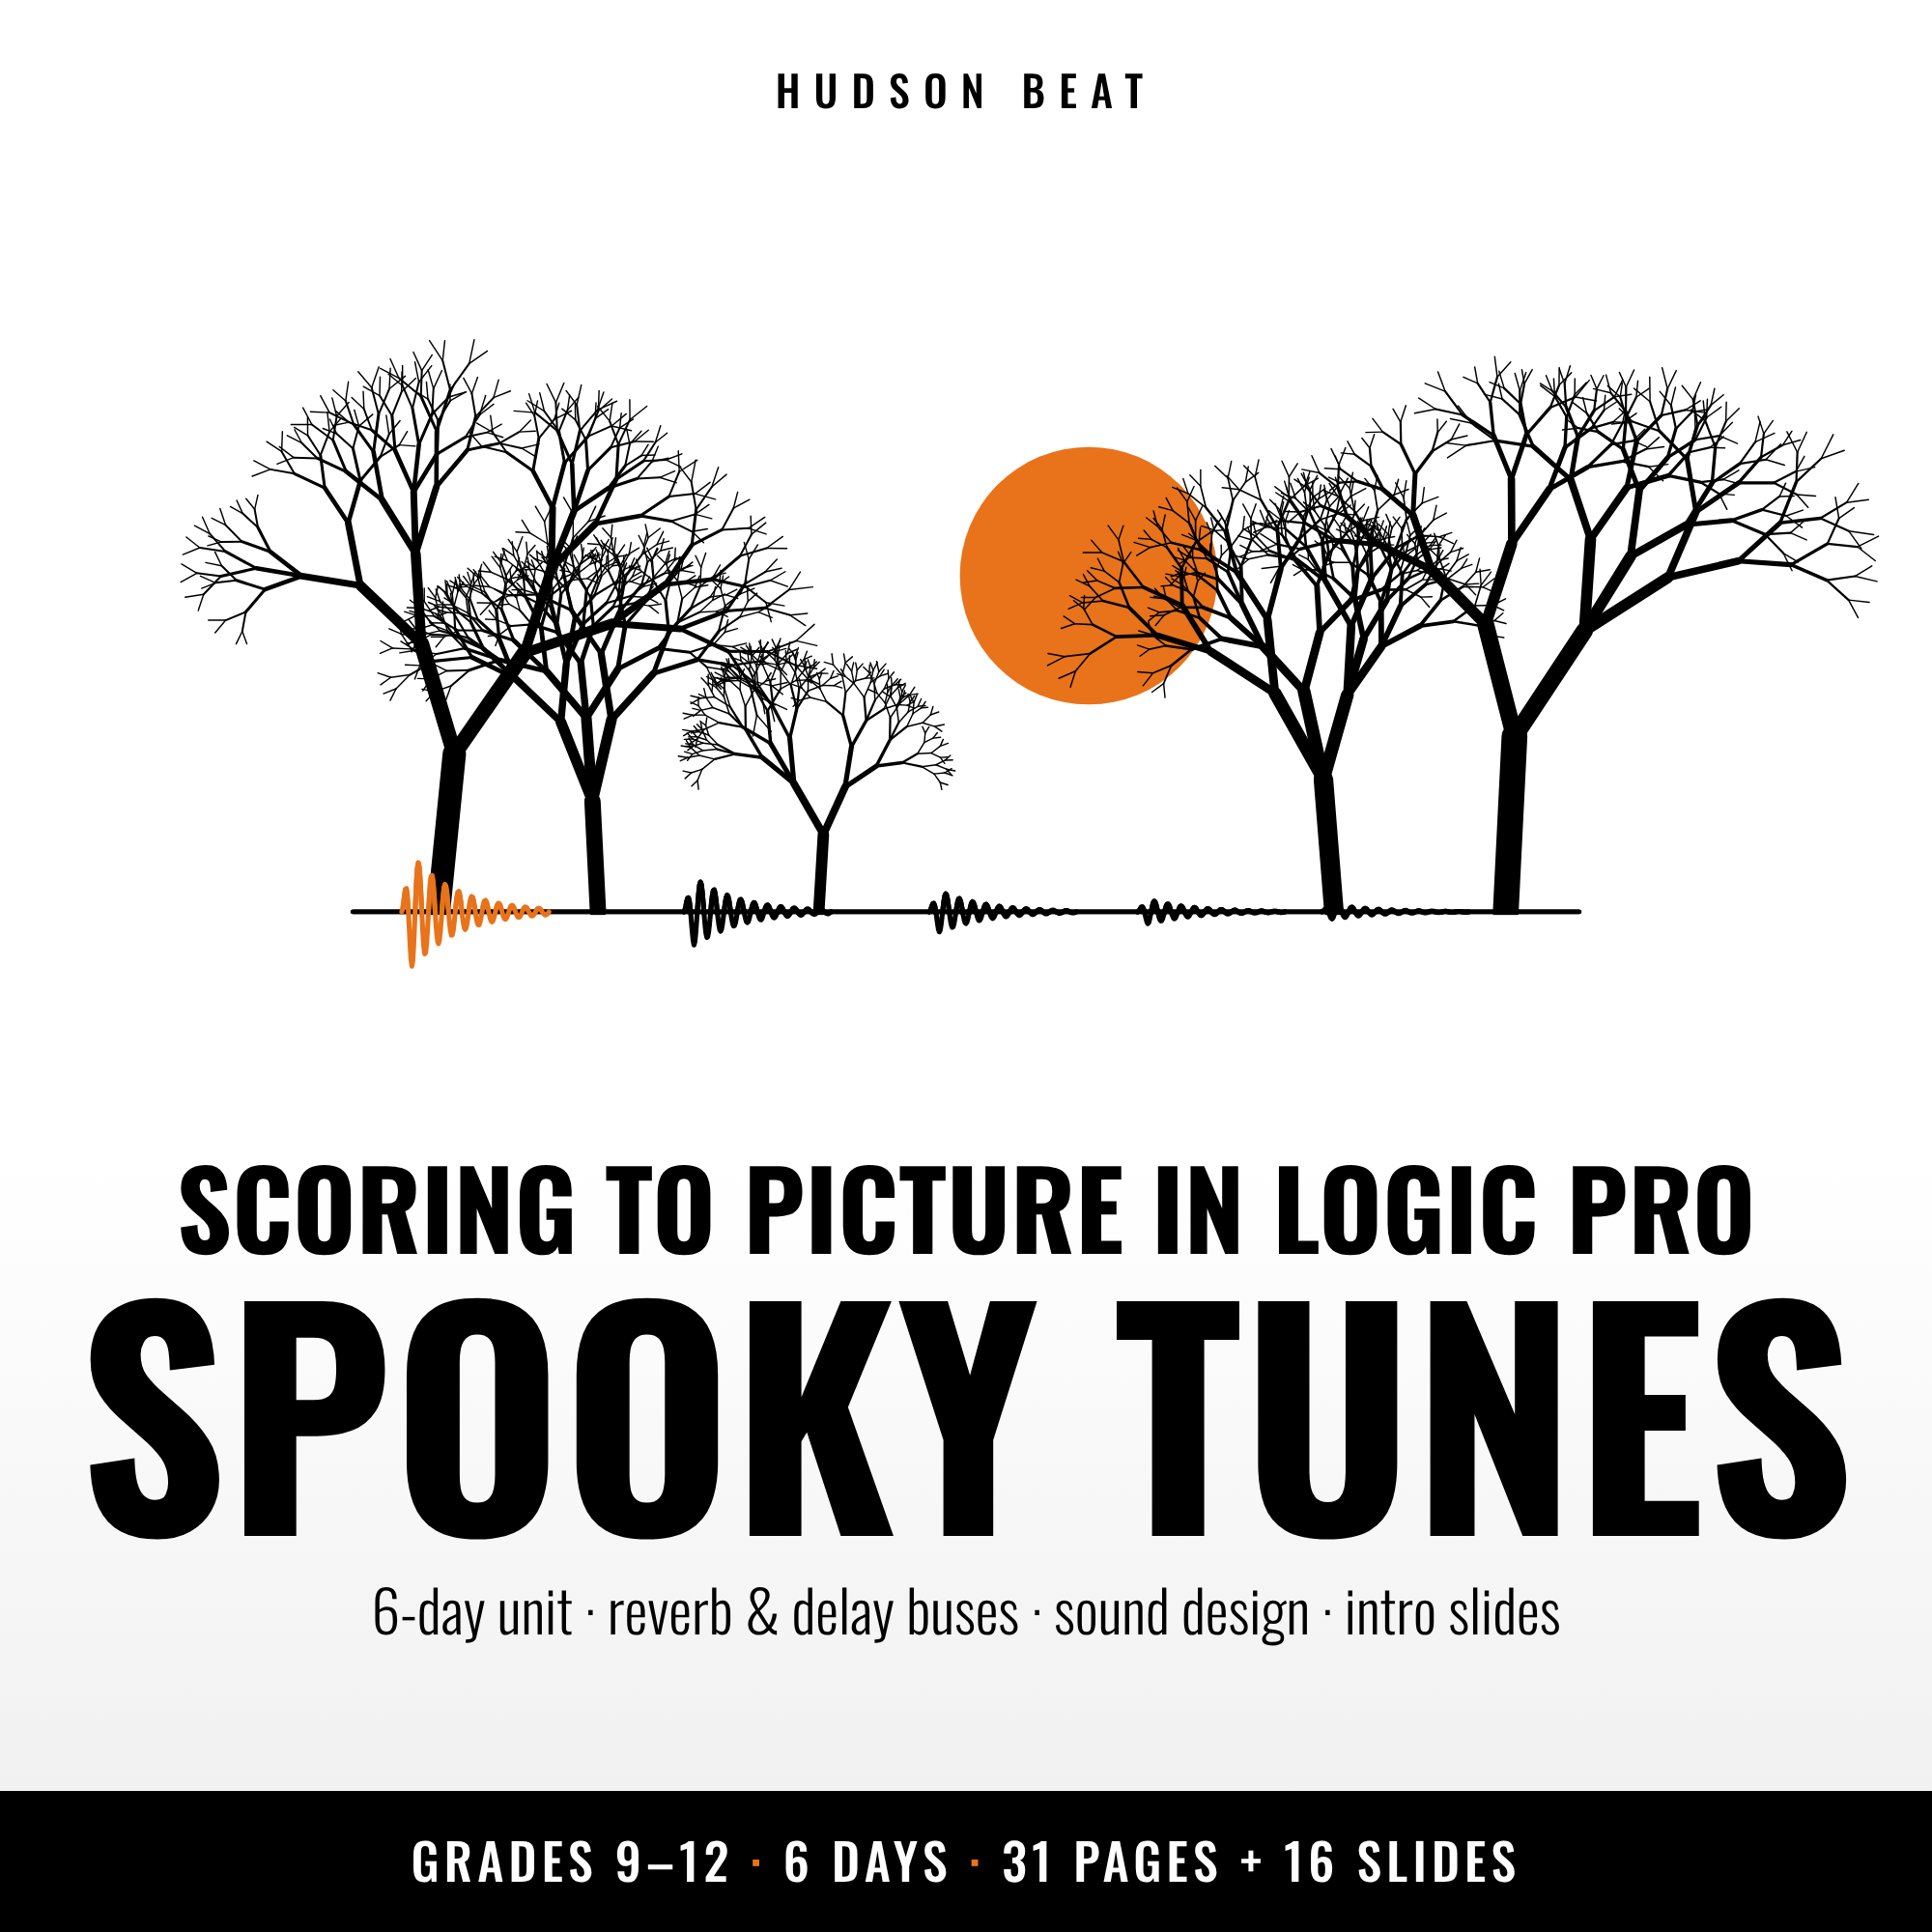 HUDSON BEAT
SCORING TO PICTURE IN LOGIC PRO
SPOOKY TUNES
6-day unit · reverb & delay buses · sound design · intro slides
GRADES 9–12 · 6 DAYS · 31 PAGES + 16 SLIDES